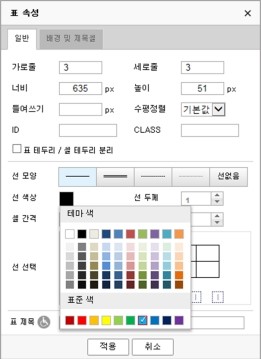 표 속성
일반 배경 및 제목셀
가로줄 3 세로줄 3
너비 635 px 높이 51 px
들여쓰기 px 수평정렬 기본값
ID CLASS
표 테두리 / 셀 테두리 분리
선 모양 선없음
선 색상 선 두께 1
셀 간격
테마 색
선 선택
표준 색
표 제목
적용 취소